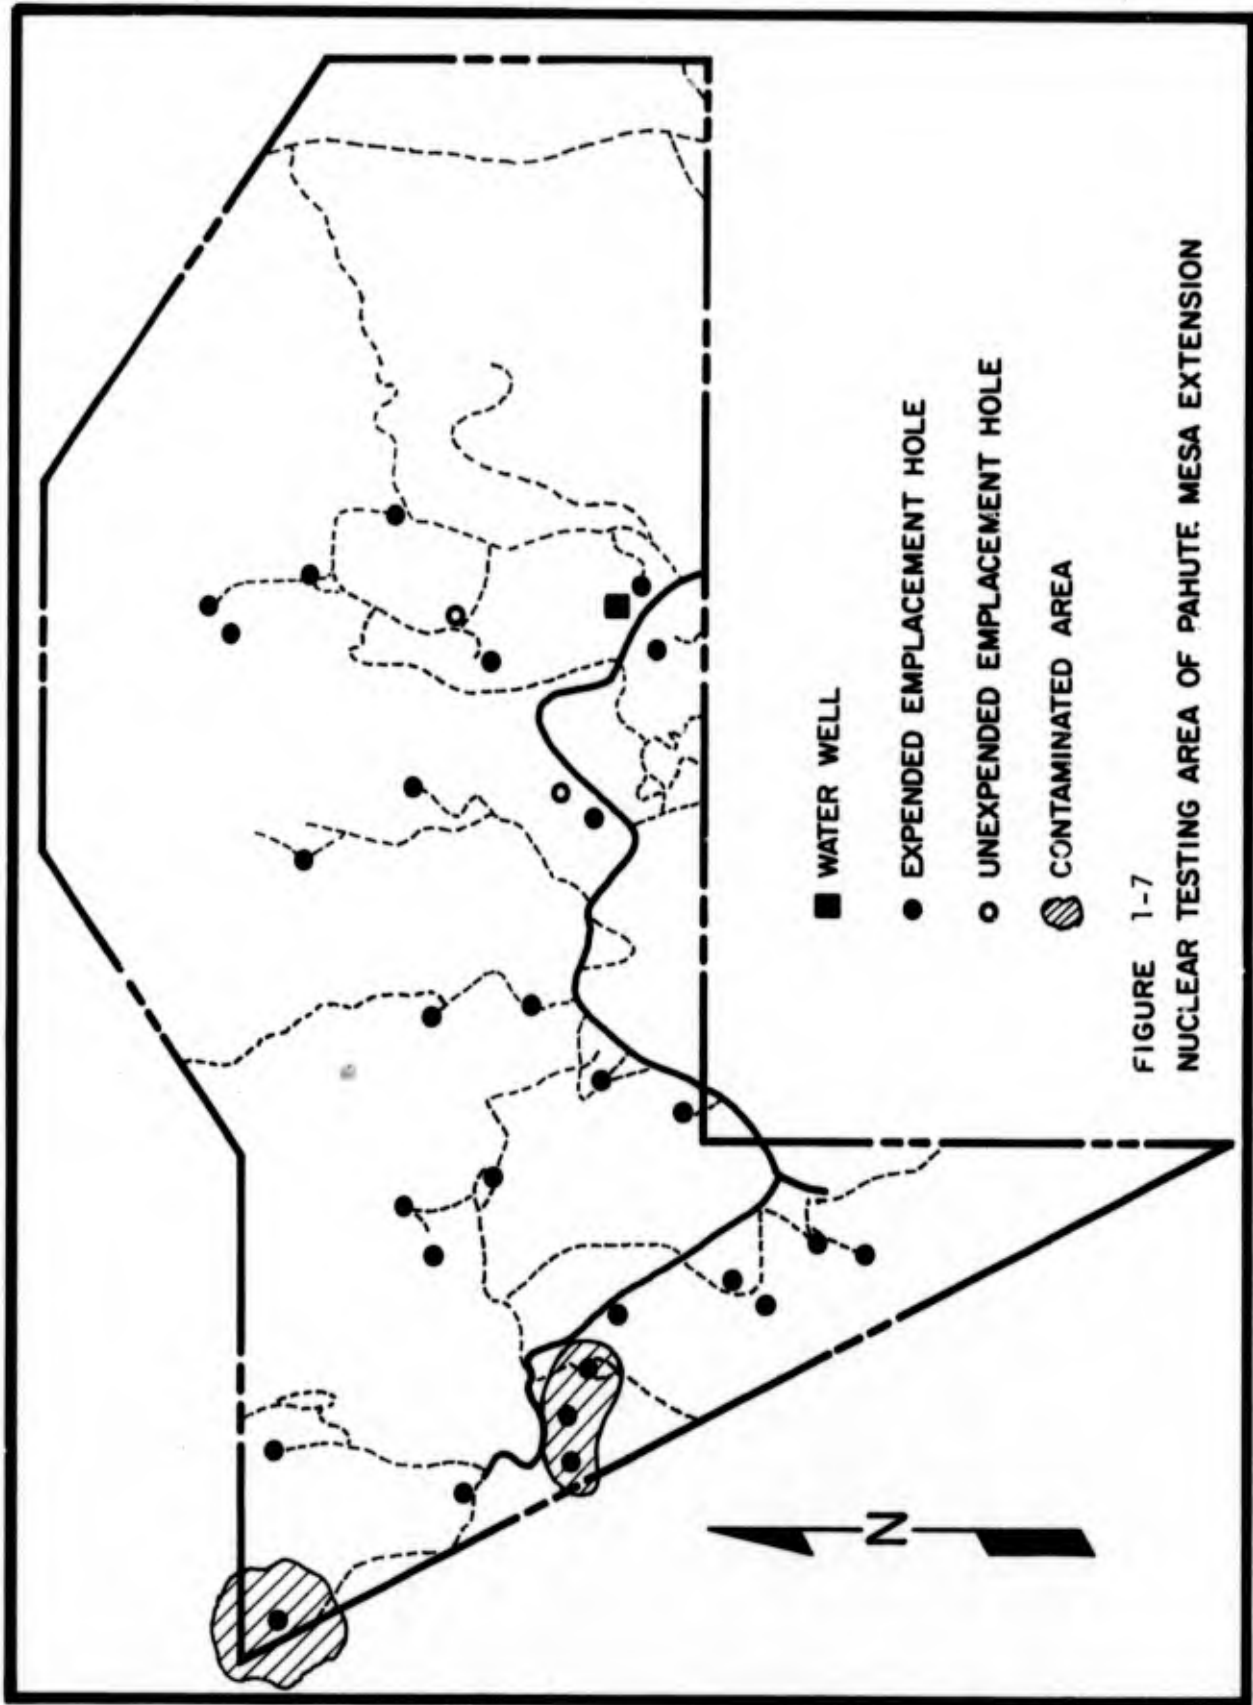 N
WATER WELL
EXPENDED EMPLACEMENT HOLE
UNEXPENDED EMPLACEMENT HOLE
CONTAMINATED AREA
FIGURE 1-7
NUCLEAR TESTING AREA OF PAHUTE MESA EXTENSION